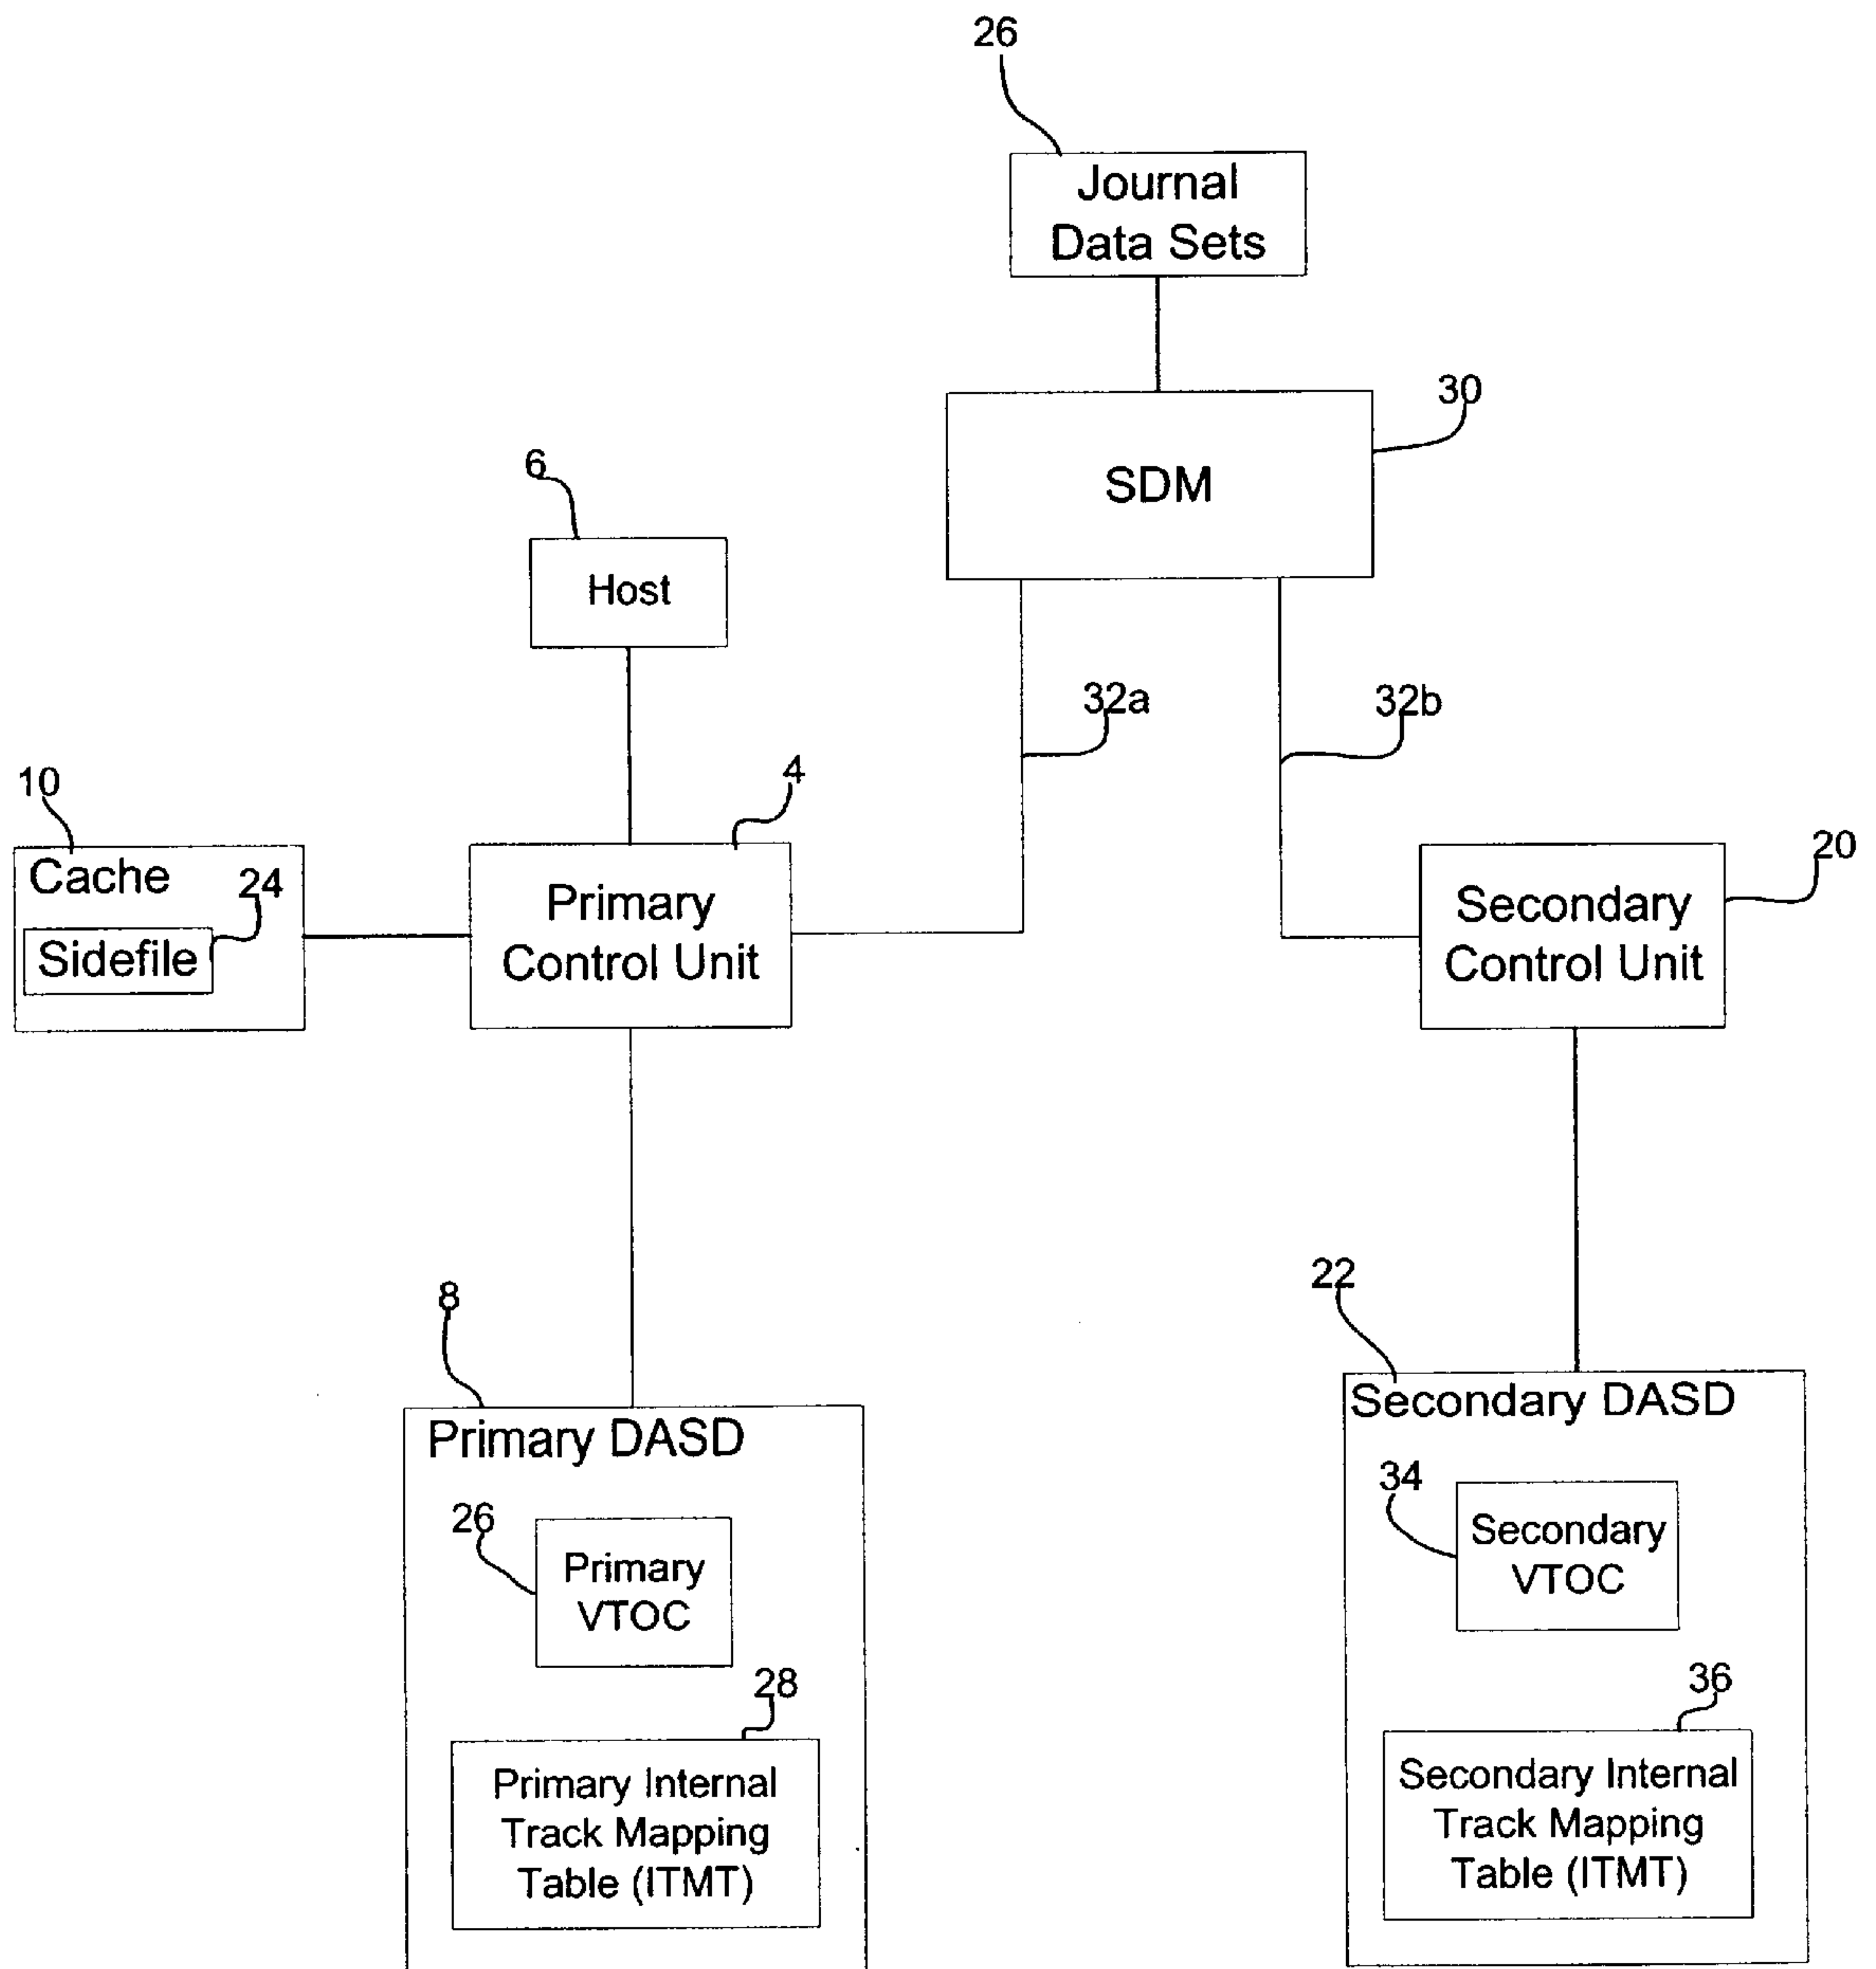 26
Journal
Data Sets
30
SDM
6
Host
32a
32b
10
4
20
Cache
24
Sidefile
Primary
Control Unit
Secondary
Control Unit
8
22
Primary DASD
Secondary DASD
26
Primary
VTOC
34
Secondary
VTOC
28
36
Primary Internal
Track Mapping
Table (ITMT)
Secondary Internal
Track Mapping
Table (ITMT)